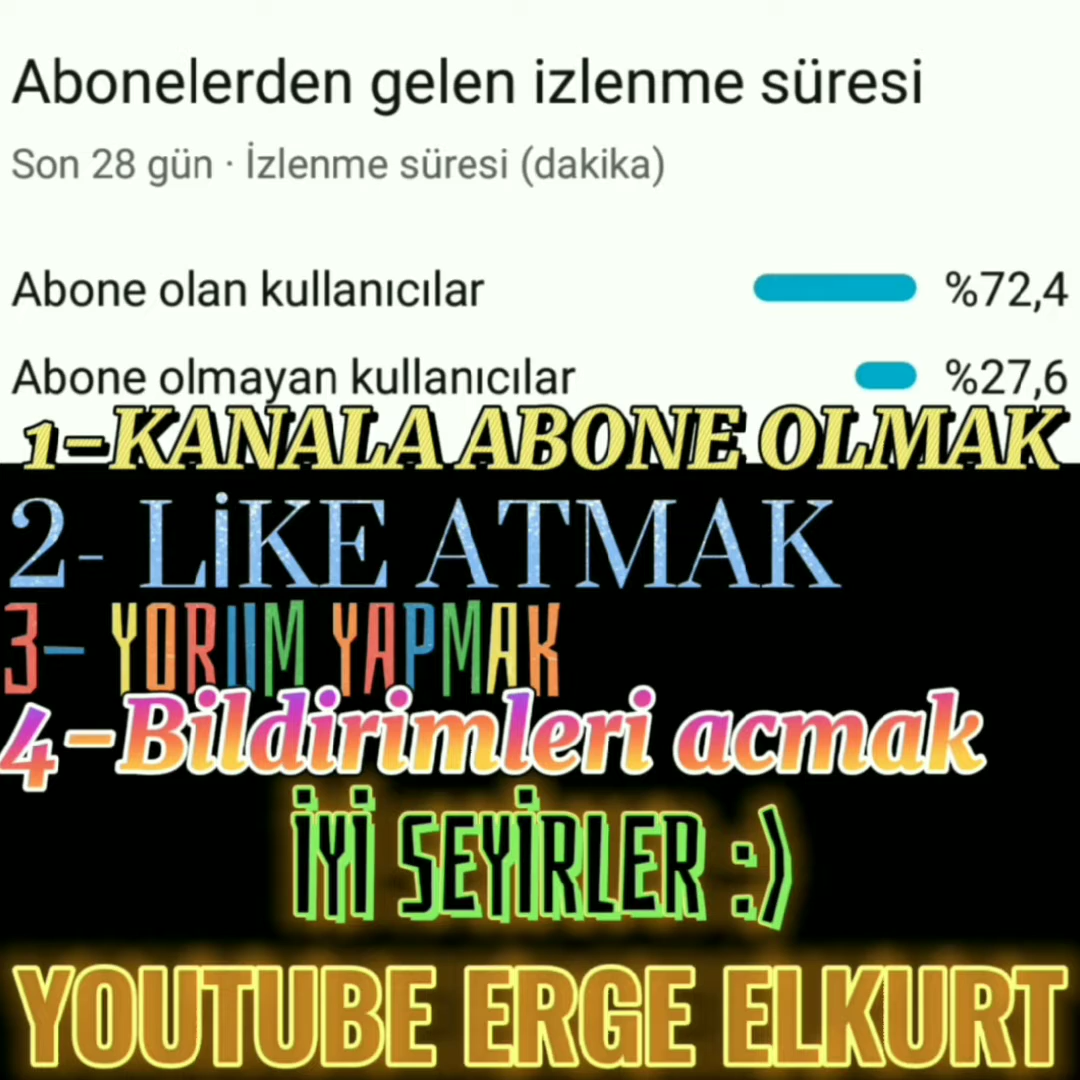 Abonelerden gelen izlenme süresi
Son 28 gün · İzlenme süresi (dakika)
Abone olan kullanıcılar %72,4
Abone olmayan kullanıcılar %27,6
1-KANALA ABONE OLMAK
2- LİKE ATMAK
3- YORUM YAPMAK
4-Bildirimleri acmak
İYİ SEYİRLER :)
YOUTUBE ERGE ELKURT